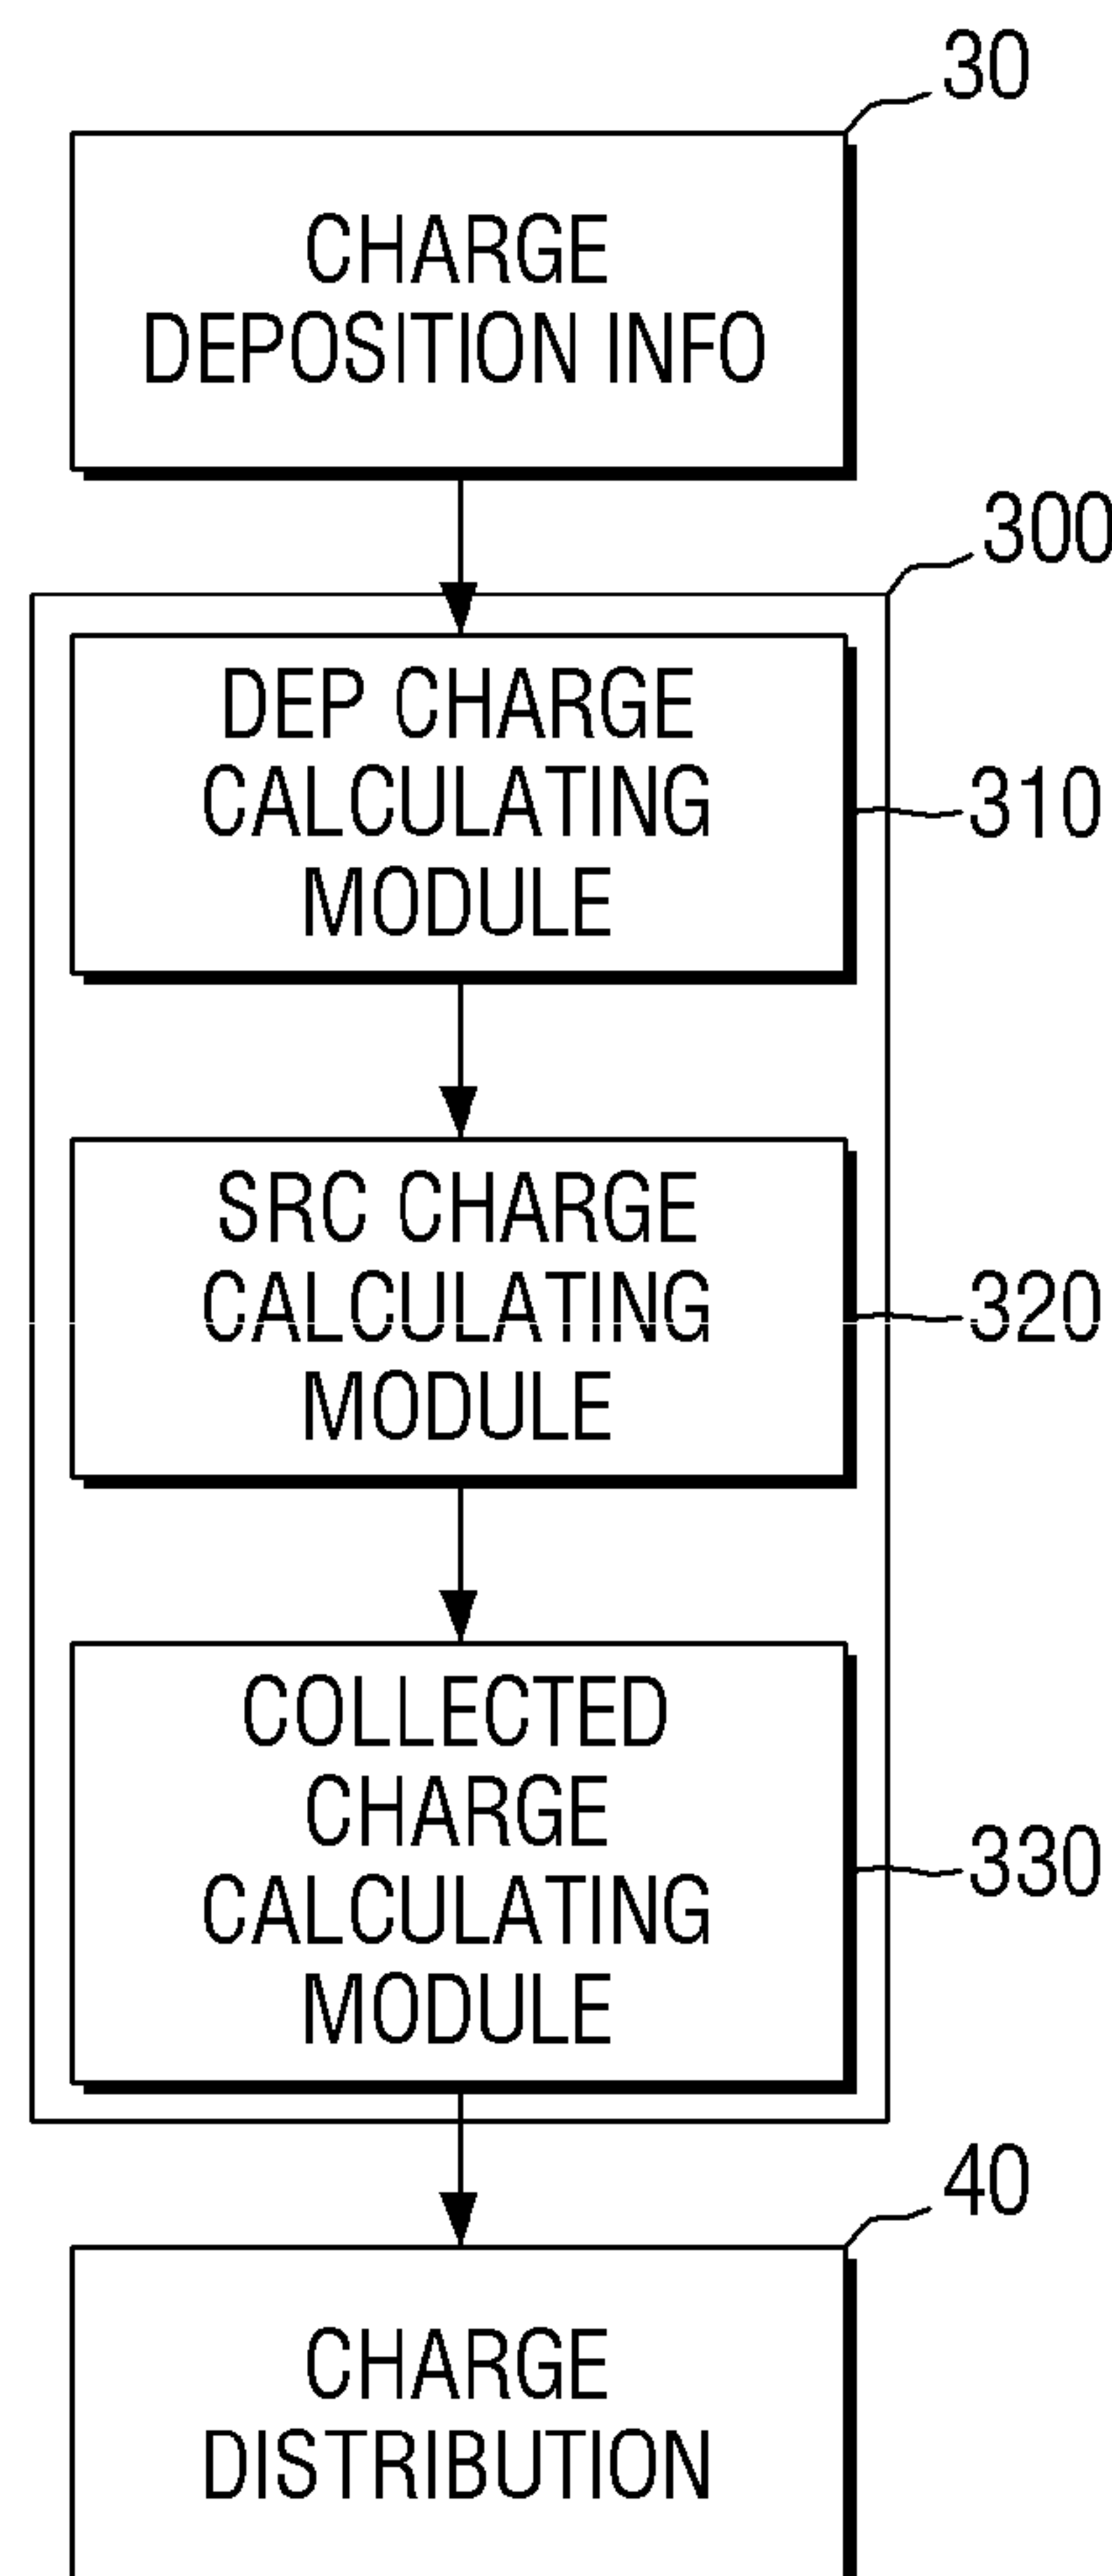 30
CHARGE
DEPOSITION INFO
300
DEP CHARGE
CALCULATING
MODULE
310
SRC CHARGE
CALCULATING
MODULE
320
COLLECTED
CHARGE
CALCULATING
MODULE
330
40
CHARGE
DISTRIBUTION